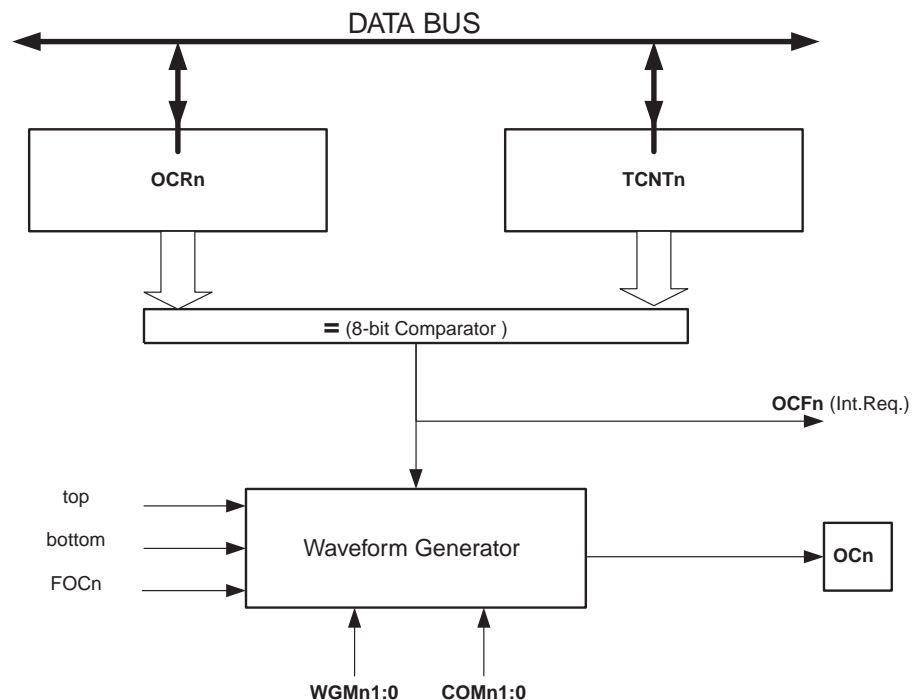 DATA BUS
OCRn
TCNTn
= (8-bit Comparator )
OCFn (Int.Req.)
top
bottom
FOCn
Waveform Generator
OCn
WGMn1:0
COMn1:0